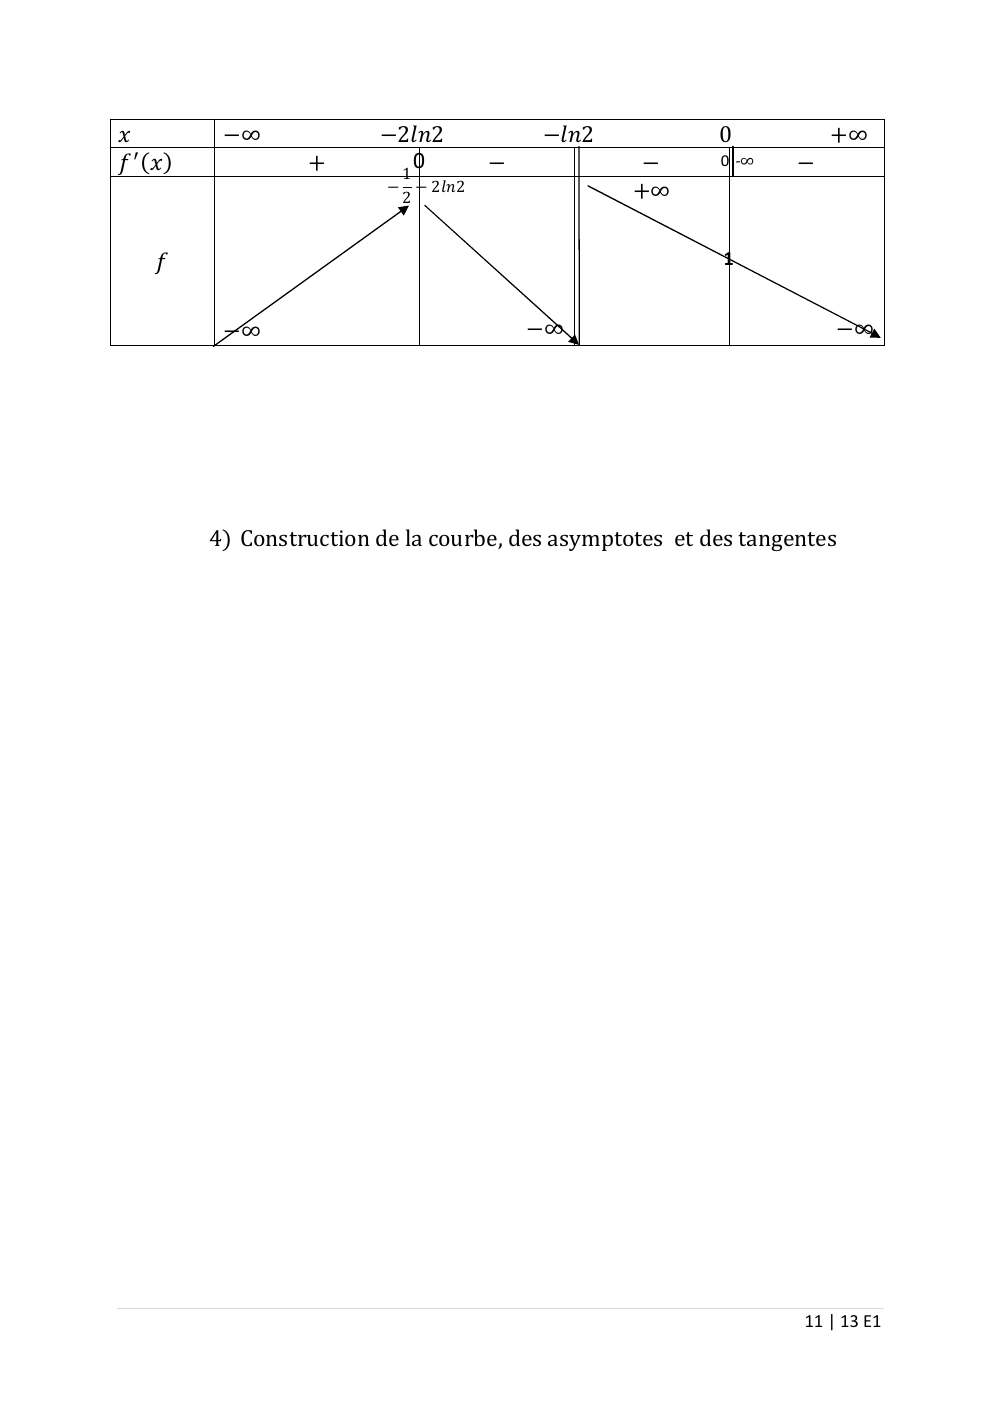 x −∞ −2ln2 −ln2 0 +∞
f′(x) + 0 − − 0 -∞ −
−1/2 − 2ln2 +∞
f 1
−∞ −∞ −∞
4) Construction de la courbe, des asymptotes et des tangentes
11 | 13 E1